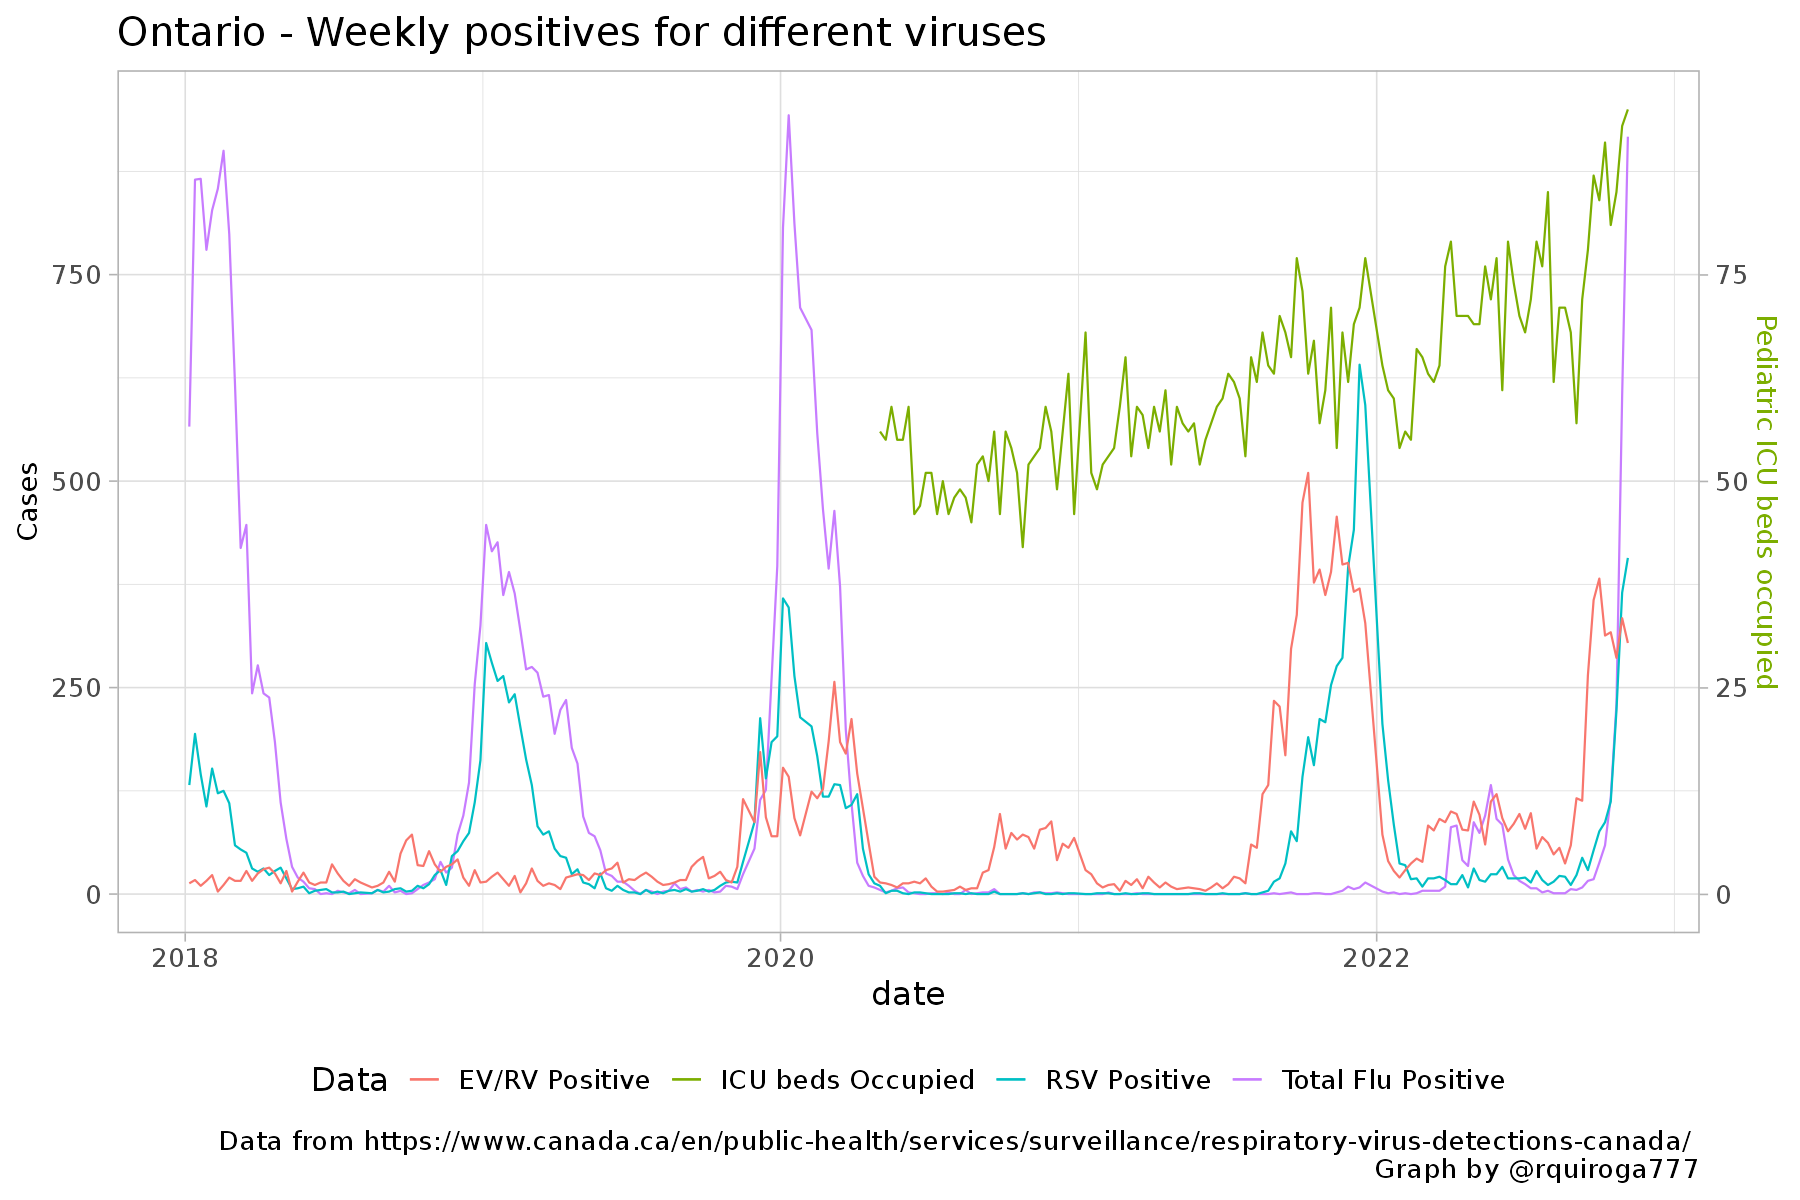 Ontario - Weekly positives for different viruses
750
500
250
0
Cases
75
50
25
0
Pediatric ICU beds occupied
2018
2020
2022
date
Data
EV/RV Positive
ICU beds Occupied
RSV Positive
Total Flu Positive
Data from https://www.canada.ca/en/public-health/services/surveillance/respiratory-virus-detections-canada/
Graph by @rquiroga777